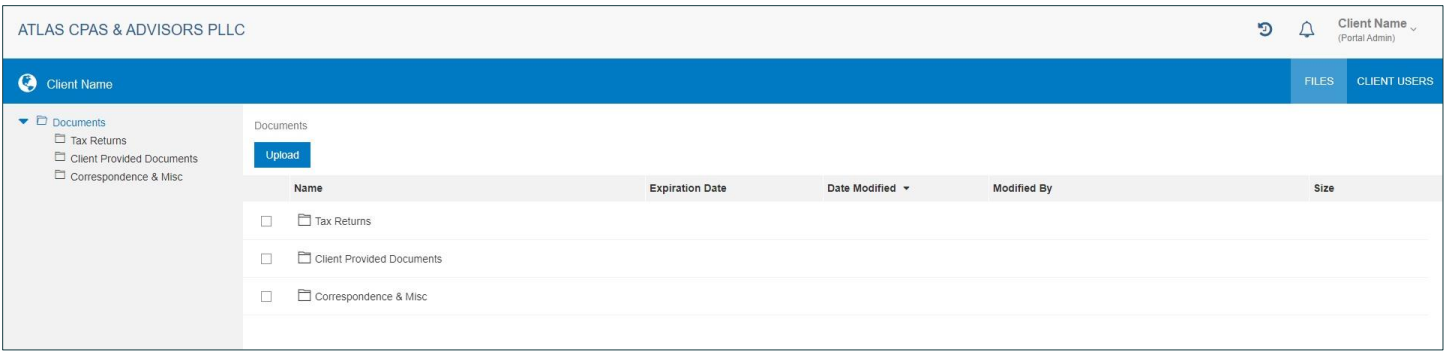 ATLAS CPAS & ADVISORS PLLC
Client Name
(Portal Admin)
Client Name
FILES
CLIENT USERS
Documents
Tax Returns
Client Provided Documents
Correspondence & Misc
Documents
Upload
Name Expiration Date Date Modified Modified By Size
Tax Returns
Client Provided Documents
Correspondence & Misc